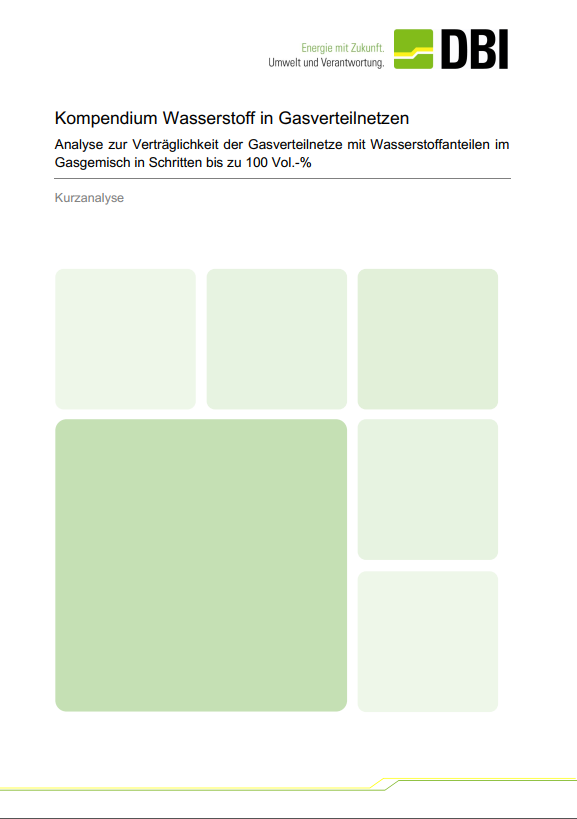 Energie mit Zukunft.
Umwelt und Verantwortung.
DBI
Kompendium Wasserstoff in Gasverteilnetzen
Analyse zur Verträglichkeit der Gasverteilnetze mit Wasserstoffanteilen im
Gasgemisch in Schritten bis zu 100 Vol.-%
Kurzanalyse